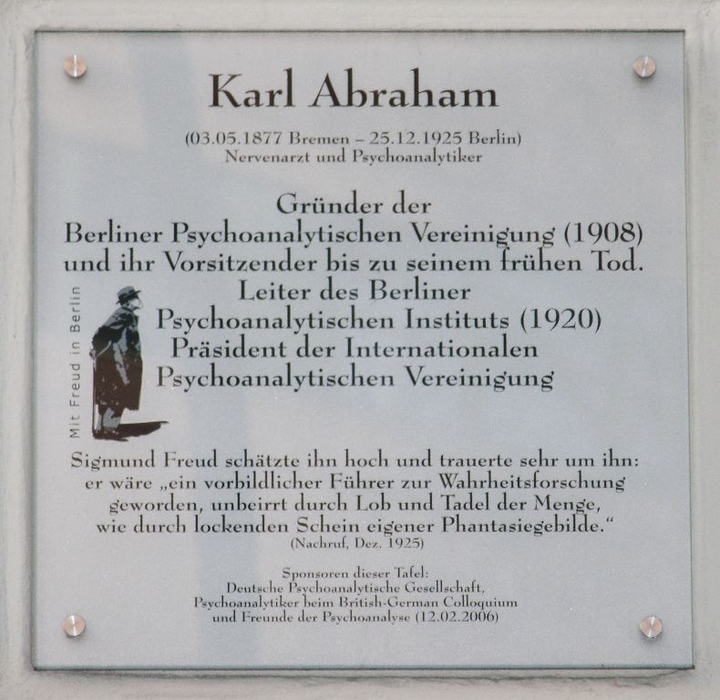 Karl Abraham
(03.05.1877 Bremen – 25.12.1925 Berlin)
Nervenarzt und Psychoanalytiker
Gründer der
Berliner Psychoanalytischen Vereinigung (1908)
und ihr Vorsitzender bis zu seinem frühen Tod.
Leiter des Berliner
Psychoanalytischen Instituts (1920)
Präsident der Internationalen
Psychoanalytischen Vereinigung
Mit Freud in Berlin
Sigmund Freud schätzte ihn hoch und trauerte sehr um ihn:
er wäre „ein vorbildlicher Führer zur Wahrheitsforschung
geworden, unbeirrt durch Lob und Tadel der Menge,
wie durch lockenden Schein eigener Phantasiegebilde.“
(Nachruf, Dez. 1925)
Sponsoren dieser Tafel:
Deutsche Psychoanalytische Gesellschaft,
Psychoanalytiker beim British-German Colloquium
und Freunde der Psychoanalyse (12.02.2006)